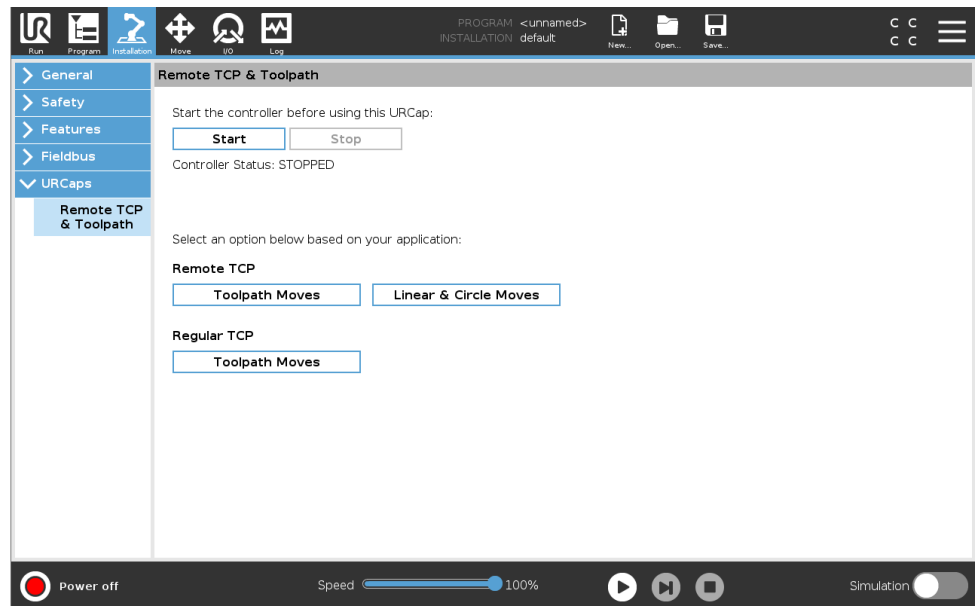 UR
Run
Program
Installation
Move
I/O
Log
PROGRAM <unnamed>
INSTALLATION default
New...
Open...
Save...
C C
C C
General
Safety
Features
Fieldbus
URCaps
Remote TCP
& Toolpath
Remote TCP & Toolpath
Start the controller before using this URCap:
Start
Stop
Controller Status: STOPPED
Select an option below based on your application:
Remote TCP
Toolpath Moves
Linear & Circle Moves
Regular TCP
Toolpath Moves
Power off
Speed
100%
Simulation